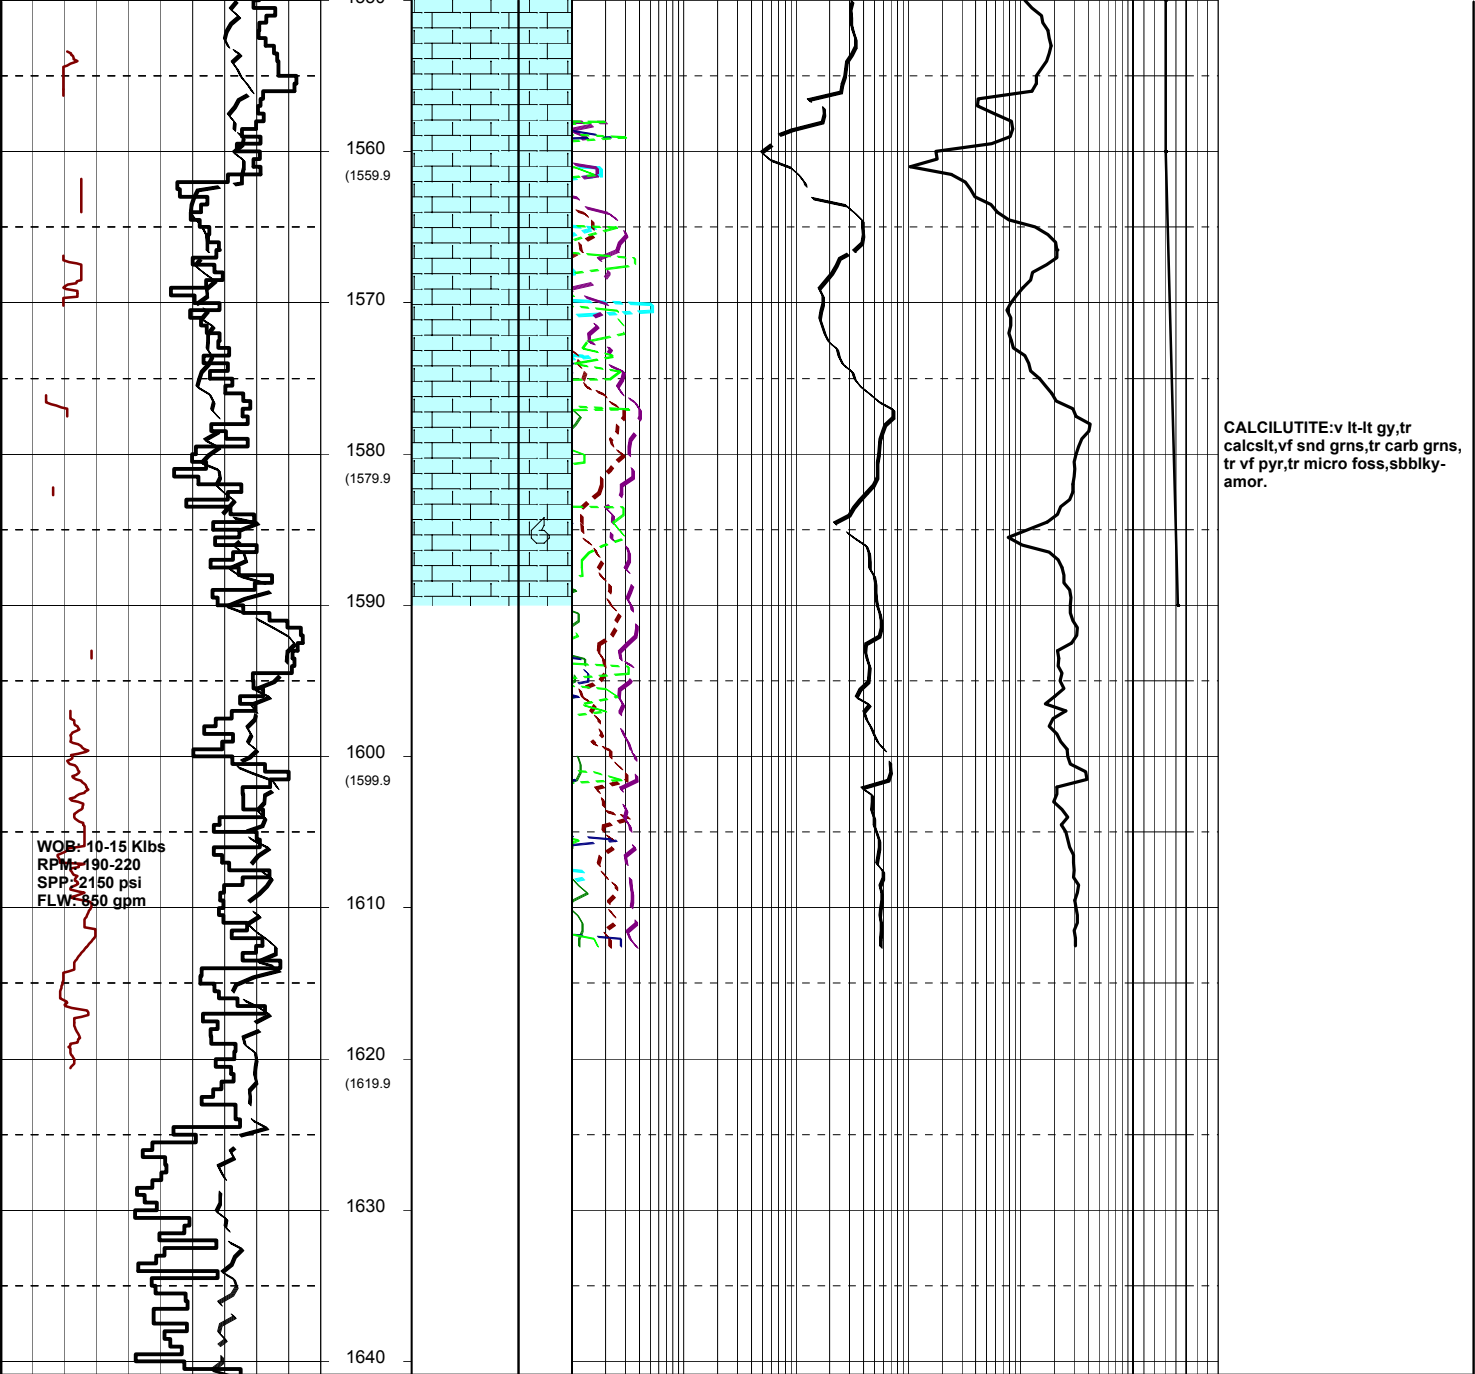 1560
(1559.9
1570
1580
(1579.9
CALCILUTITE:v lt-lt gy,tr
calcslt,vf snd grns,tr carb grns,
tr vf pyr,tr micro foss,sbblky-
amor.
1590
1600
(1599.9
WOB: 10-15 Klbs
RPM: 190-220
SPP: 2150 psi
FLW: 850 gpm
1610
1620
(1619.9
1630
1640